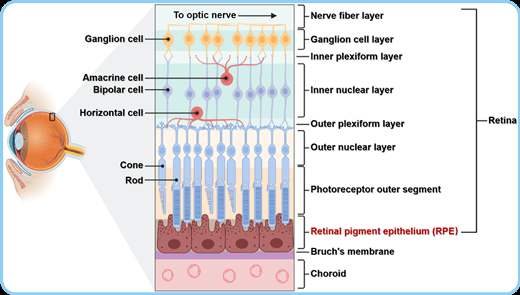 To optic nerve
Nerve fiber layer
Ganglion cell
Ganglion cell layer
Inner plexiform layer
Amacrine cell
Bipolar cell
Inner nuclear layer
Horizontal cell
Outer plexiform layer
Retina
Outer nuclear layer
Cone
Rod
Photoreceptor outer segment
Retinal pigment epithelium (RPE)
Bruch's membrane
Choroid